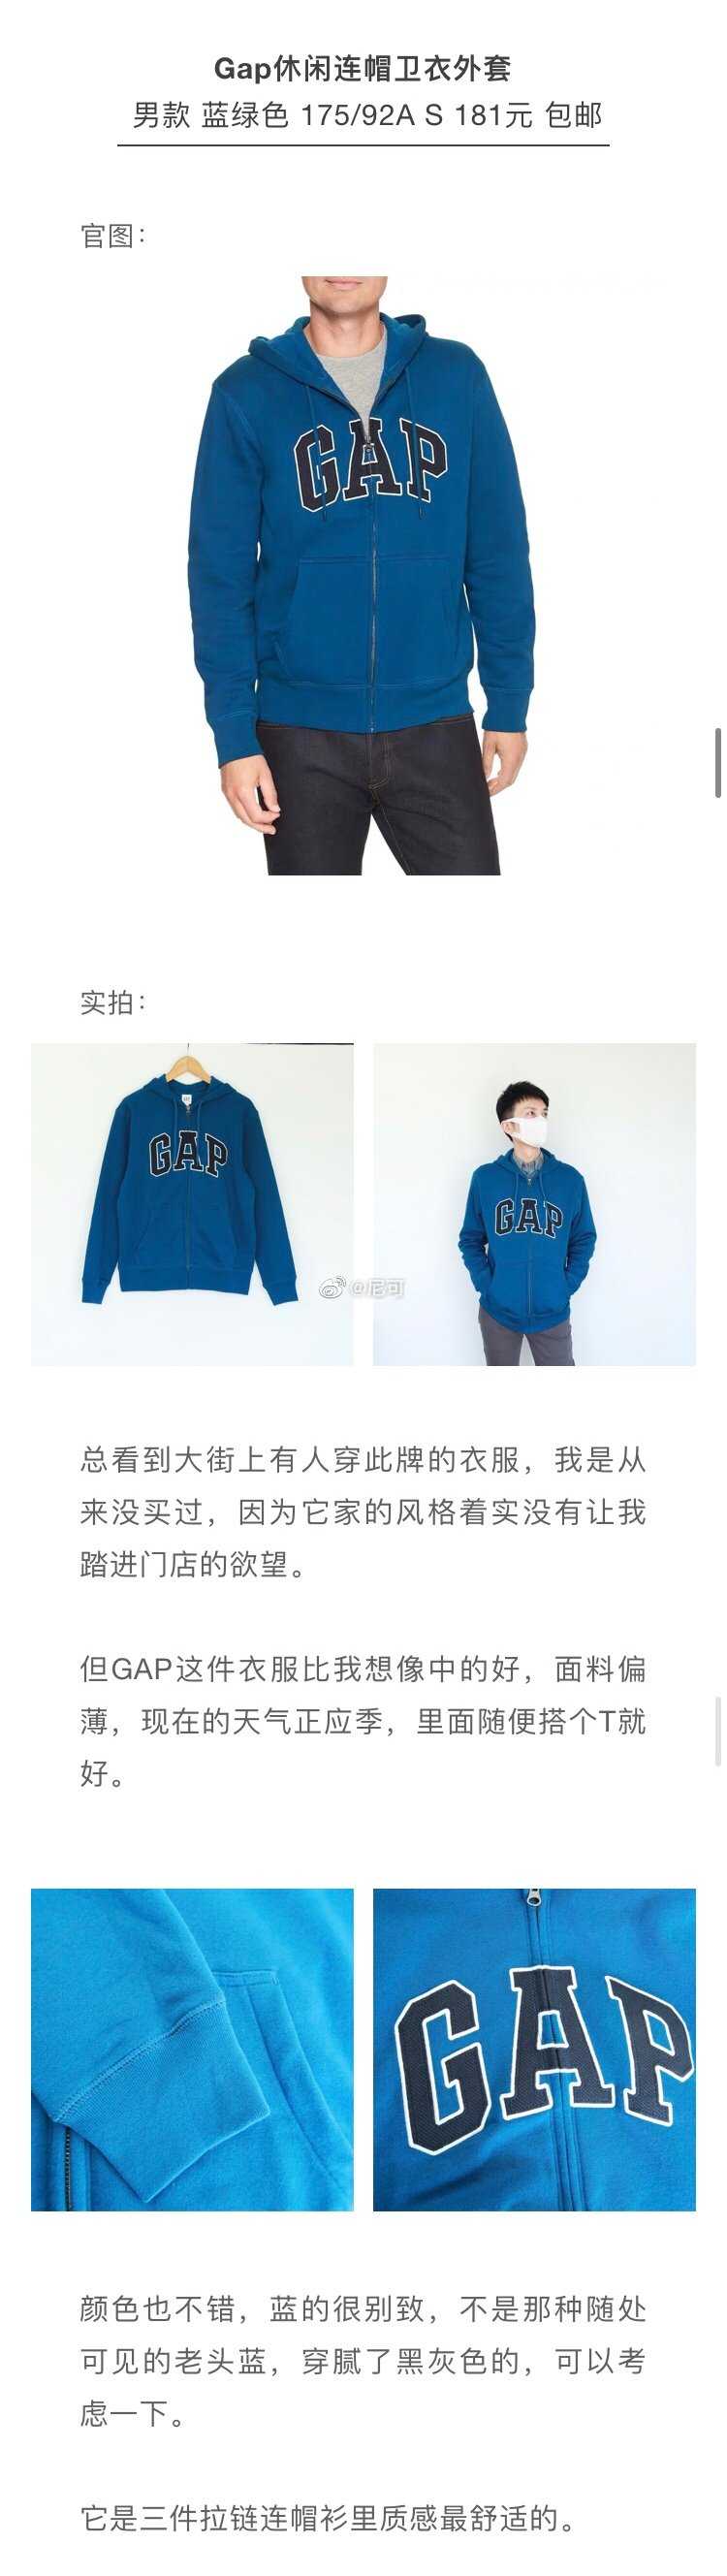 Gap休闲连帽卫衣外套
男款 蓝绿色 175/92A S 181元 包邮
官图：
GAP
实拍：
GAP
GAP
@尼可
总看到大街上有人穿此牌的衣服，我是从
来没买过，因为它家的风格着实没有让我
踏进门店的欲望。
但GAP这件衣服比我想像中的好，面料偏
薄，现在的天气正应季，里面随便搭个T就
好。
GAP
颜色也不错，蓝的很别致，不是那种随处
可见的老头蓝，穿腻了黑灰色的，可以考
虑一下。
它是三件拉链连帽衫里质感最舒适的。